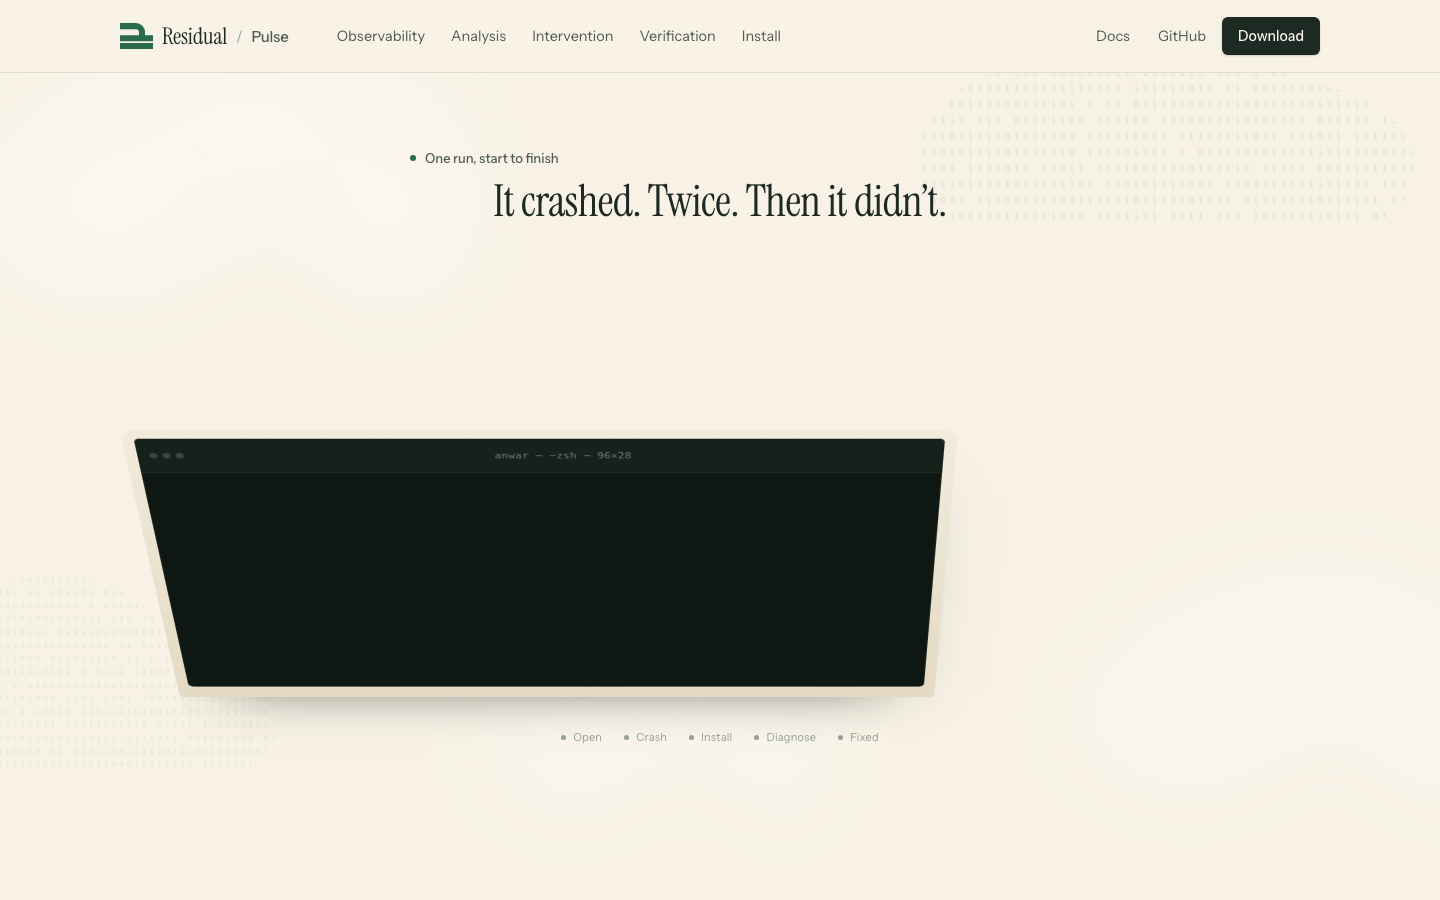 Residual / Pulse
Observability
Analysis
Intervention
Verification
Install
Docs
GitHub
Download
One run, start to finish
It crashed. Twice. Then it didn’t.
anwar — ~zsh — 96×28
Open
Crash
Install
Diagnose
Fixed